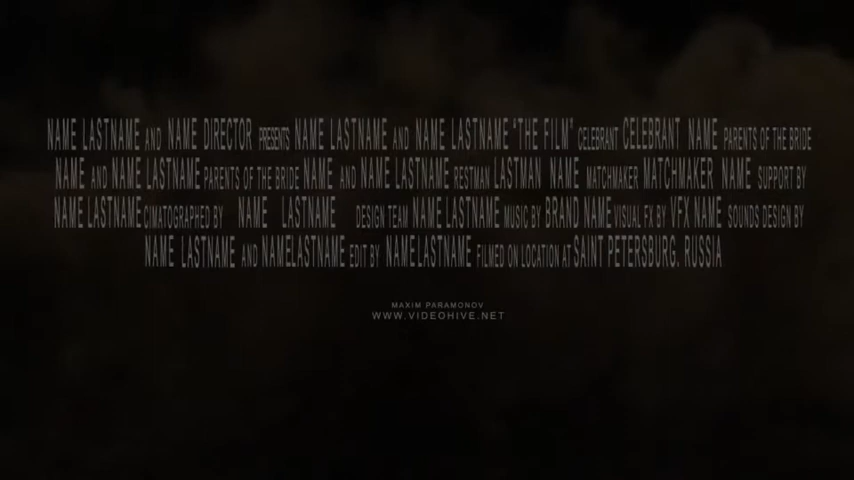 NAME LASTNAME AND NAME DIRECTOR PRESENTS NAME LASTNAME AND NAME LASTNAME "THE FILM" CELEBRANT CELEBRANT NAME PARENTS OF THE BRIDE
NAME AND NAME LASTNAME PARENTS OF THE BRIDE NAME AND NAME LASTNAME RESTMAN LASTMAN NAME MATCHMAKER MATCHMAKER NAME SUPPORT BY
NAME LASTNAME CIMATOGRAPHED BY NAME LASTNAME DESIGN TEAM NAME LASTNAME MUSIC BY BRAND NAME VISUAL FX BY VFX NAME SOUNDS DESIGN BY
NAME LASTNAME AND NAMELASTNAME EDIT BY NAMELASTNAME FILMED ON LOCATION AT SAINT PETERSBURG. RUSSIA
MAXIM PARAMONOV
WWW.VIDEOHIVE.NET